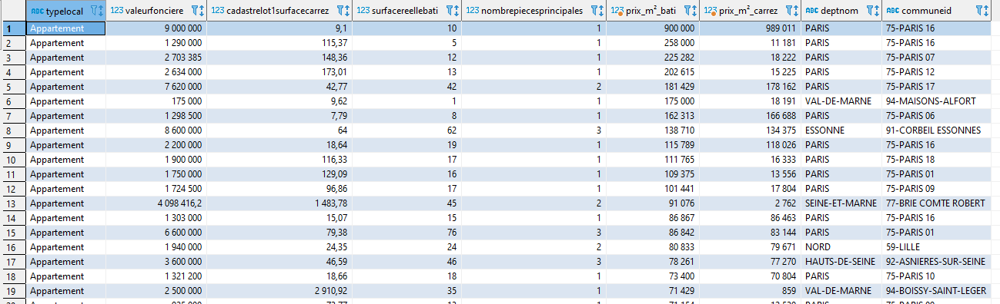 ABC typelocal 123 valeurfonciere 123 cadastrelot1surfacecarrez 123 surfacereellebati 123 nombrepiecesprincipales 123 prix_m²_bati 123 prix_m²_carrez ABC deptnom ABC communeid
1 Appartement 9 000 000 9,1 10 1 900 000 989 011 PARIS 75-PARIS 16
2 Appartement 1 290 000 115,37 5 1 258 000 11 181 PARIS 75-PARIS 16
3 Appartement 2 703 385 148,36 12 1 225 282 18 222 PARIS 75-PARIS 07
4 Appartement 2 634 000 173,01 13 1 202 615 15 225 PARIS 75-PARIS 12
5 Appartement 7 620 000 42,77 42 2 181 429 178 162 PARIS 75-PARIS 17
6 Appartement 175 000 9,62 1 1 175 000 18 191 VAL-DE-MARNE 94-MAISONS-ALFORT
7 Appartement 1 298 500 7,79 8 1 162 313 166 688 PARIS 75-PARIS 06
8 Appartement 8 600 000 64 62 3 138 710 134 375 ESSONNE 91-CORBEIL ESSONNES
9 Appartement 2 200 000 18,64 19 1 115 789 118 026 PARIS 75-PARIS 16
10 Appartement 1 900 000 116,33 17 1 111 765 16 333 PARIS 75-PARIS 18
11 Appartement 1 750 000 129,09 16 1 109 375 13 556 PARIS 75-PARIS 01
12 Appartement 1 724 500 96,86 17 1 101 441 17 804 PARIS 75-PARIS 09
13 Appartement 4 098 416,2 1 483,78 45 2 91 076 2 762 SEINE-ET-MARNE 77-BRIE COMTE ROBERT
14 Appartement 1 303 000 15,07 15 1 86 867 86 463 PARIS 75-PARIS 16
15 Appartement 6 600 000 79,38 76 3 86 842 83 144 PARIS 75-PARIS 01
16 Appartement 1 940 000 24,35 24 2 80 833 79 671 NORD 59-LILLE
17 Appartement 3 600 000 46,59 46 3 78 261 77 270 HAUTS-DE-SEINE 92-ASNIERES-SUR-SEINE
18 Appartement 1 321 200 18,66 18 1 73 400 70 804 PARIS 75-PARIS 10
19 Appartement 2 500 000 2 910,92 35 1 71 429 859 VAL-DE-MARNE 94-BOISSY-SAINT-LEGER